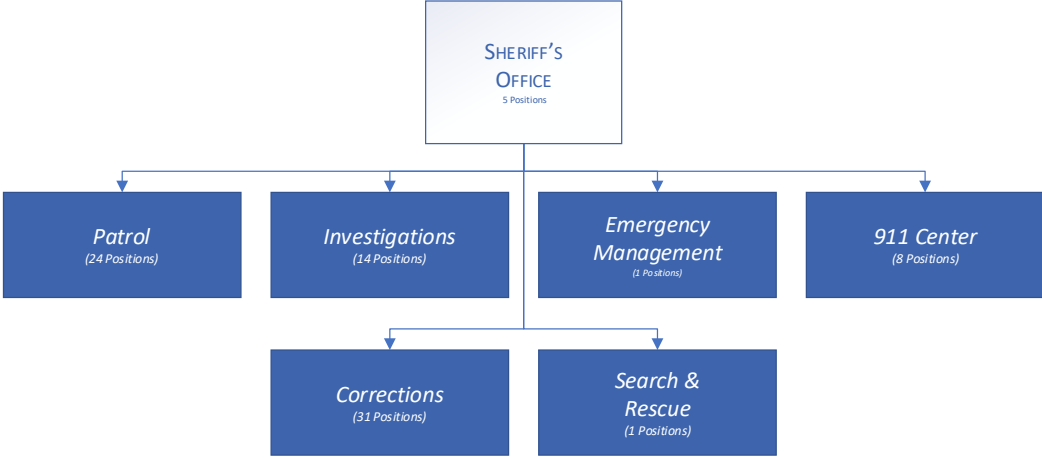 SHERIFF'S
OFFICE
5 Positions
Patrol
(24 Positions)
Investigations
(14 Positions)
Emergency
Management
(1 Positions)
911 Center
(8 Positions)
Corrections
(31 Positions)
Search &
Rescue
(1 Positions)